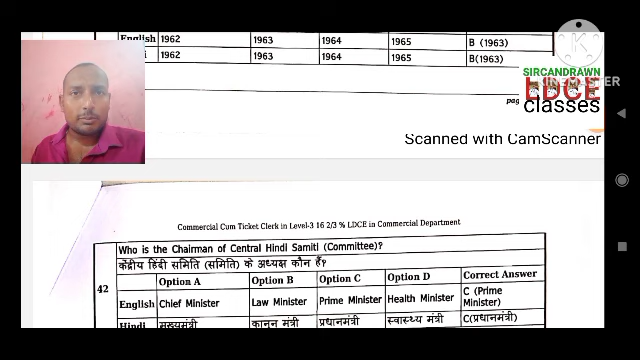 English 1962 1963 1964 1965 B (1963)
1962 1963 1964 1965 B(1963)
SIRCANDRAWN
LDCE
classes
KINEMASTER
Scanned with CamScanner
Commercial Cum Ticket Clerk in Level-3 16 2/3 % LDCE in Commercial Department
Who is the Chairman of Central Hindi Samiti (Committee)?
केंद्रीय हिंदी समिति (समिति) के अध्यक्ष कौन हैं?
Option A Option B Option C Option D Correct Answer
42
English Chief Minister Law Minister Prime Minister Health Minister C (Prime Minister)
Hindi मुख्यमंत्री कानून मंत्री प्रधानमंत्री स्वास्थ्य मंत्री C(प्रधानमंत्री)